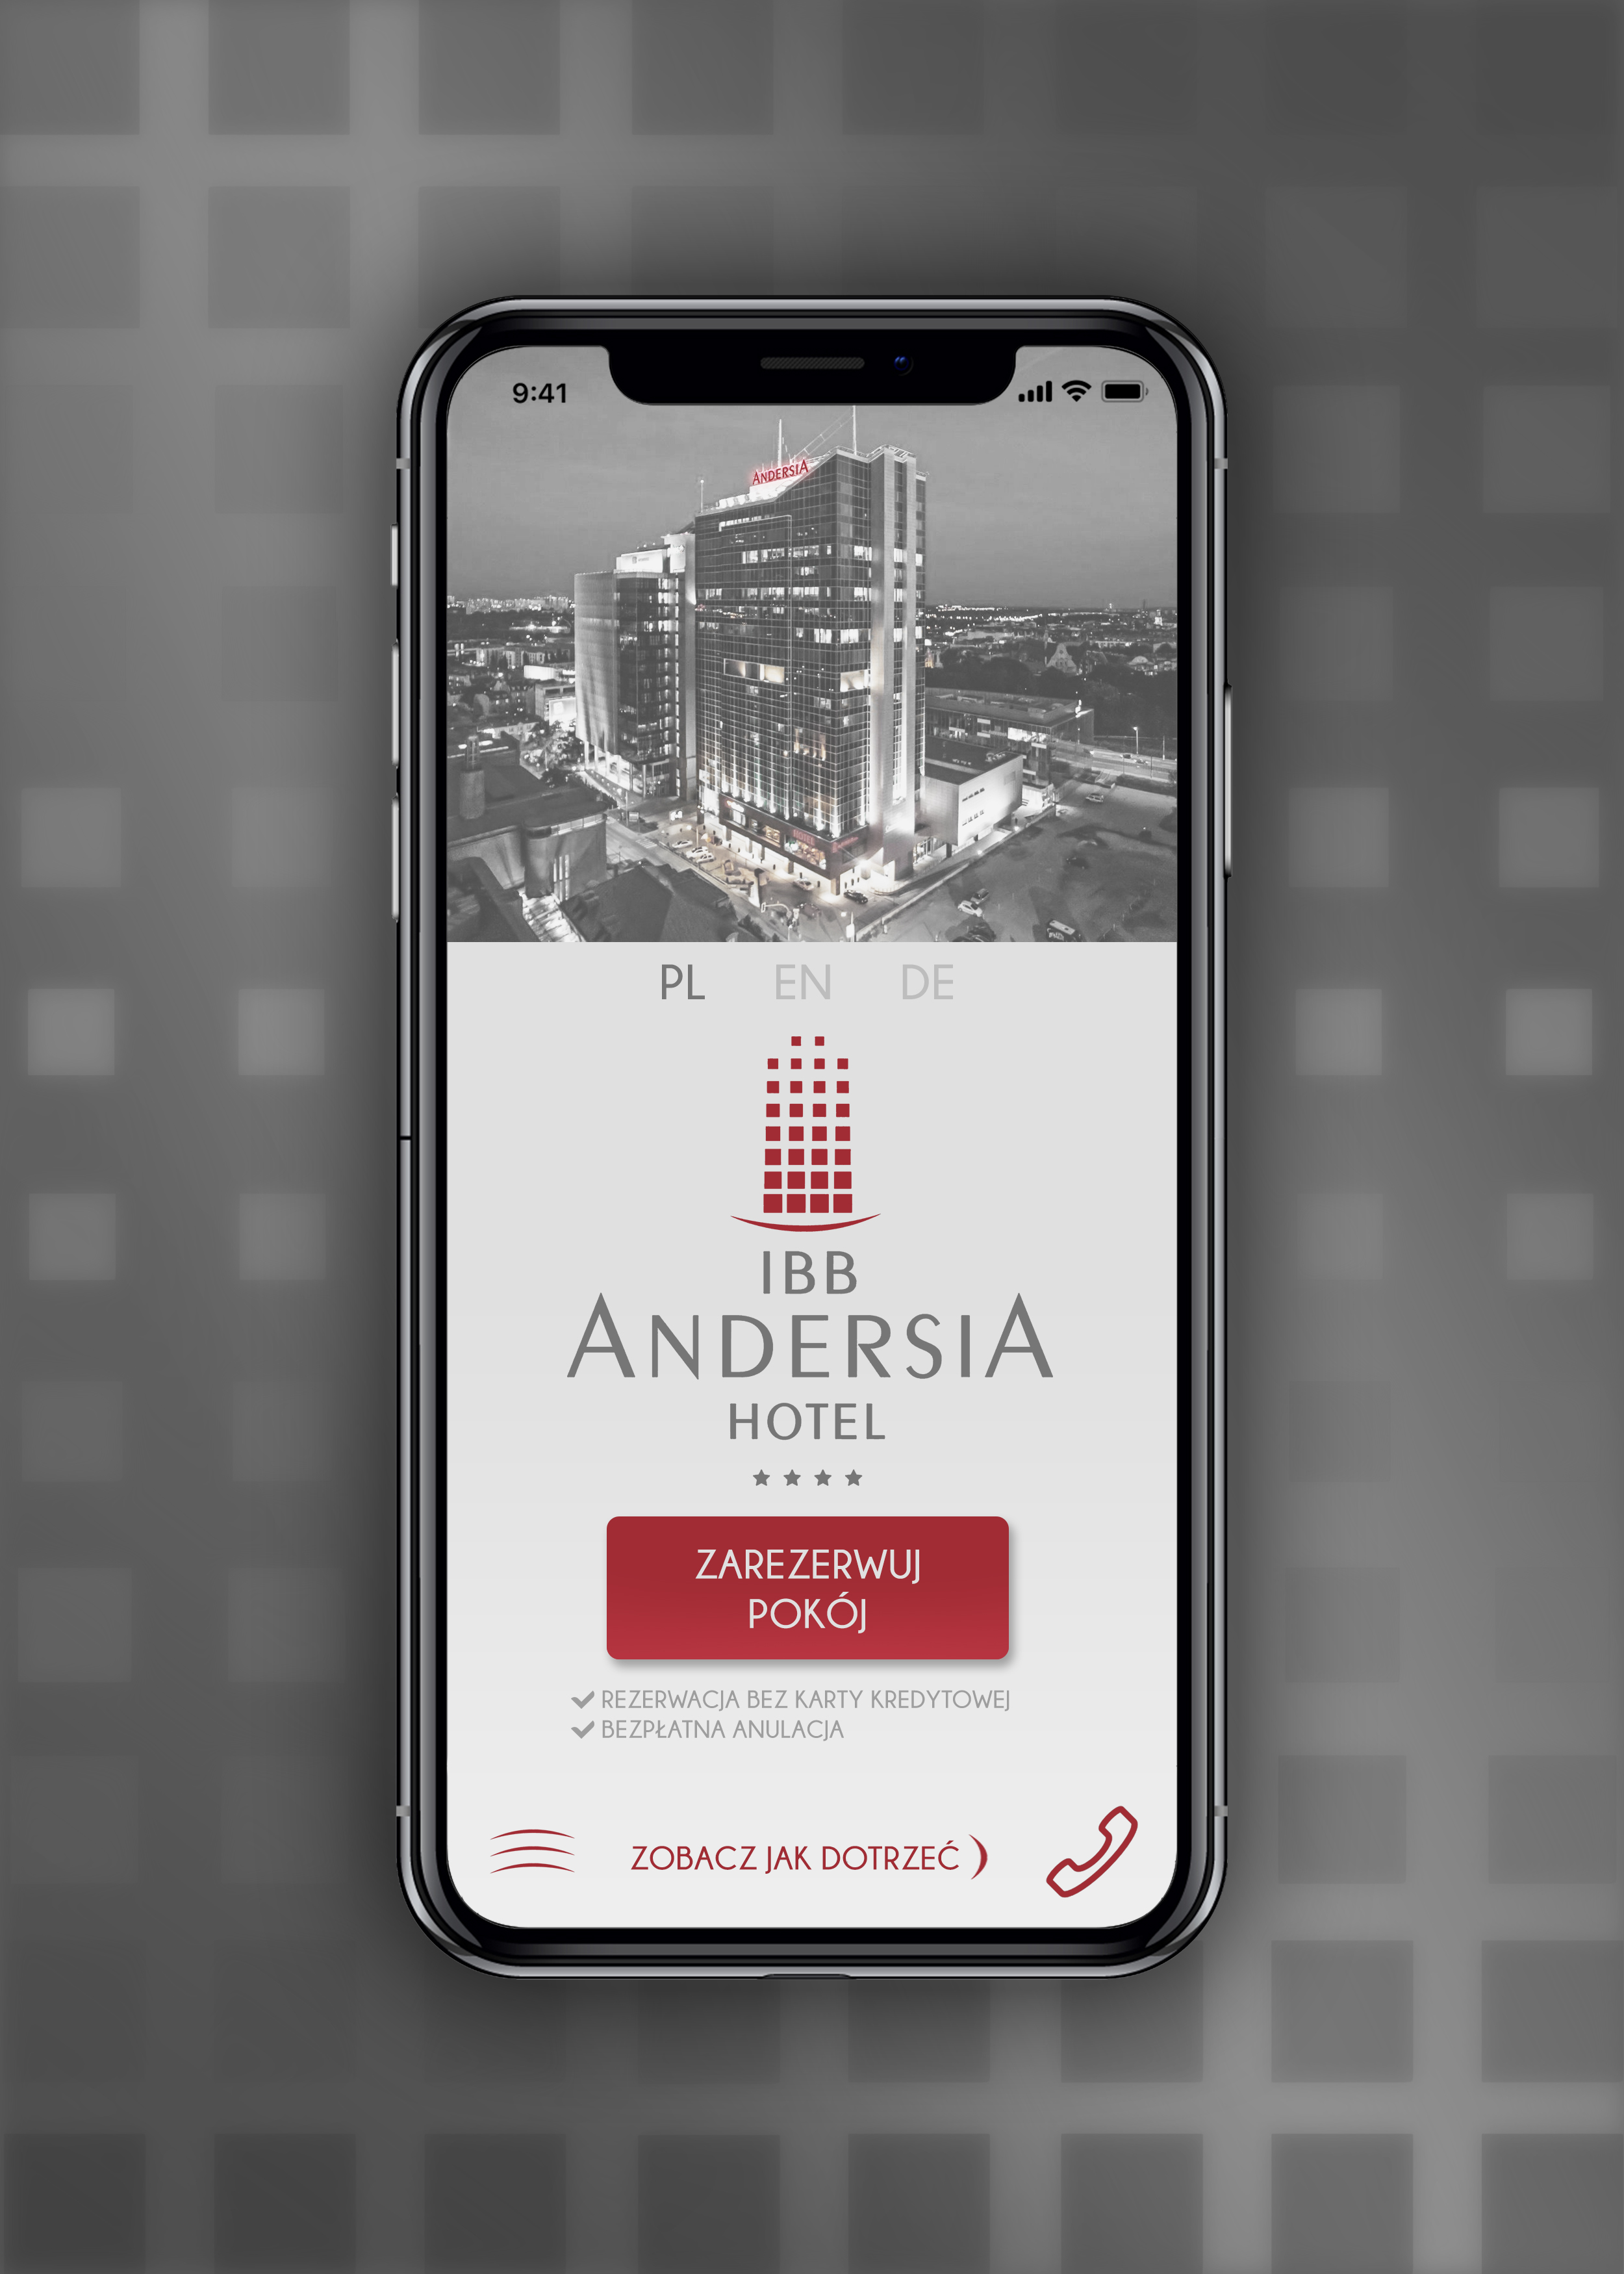 9:41
ANDERSIA
PL EN DE
IBB
ANDERSIA
HOTEL
ZAREZERWUJ
POKÓJ
REZERWACJA BEZ KARTY KREDYTOWEJ
BEZPŁATNA ANULACJA
ZOBACZ JAK DOTRZEĆ